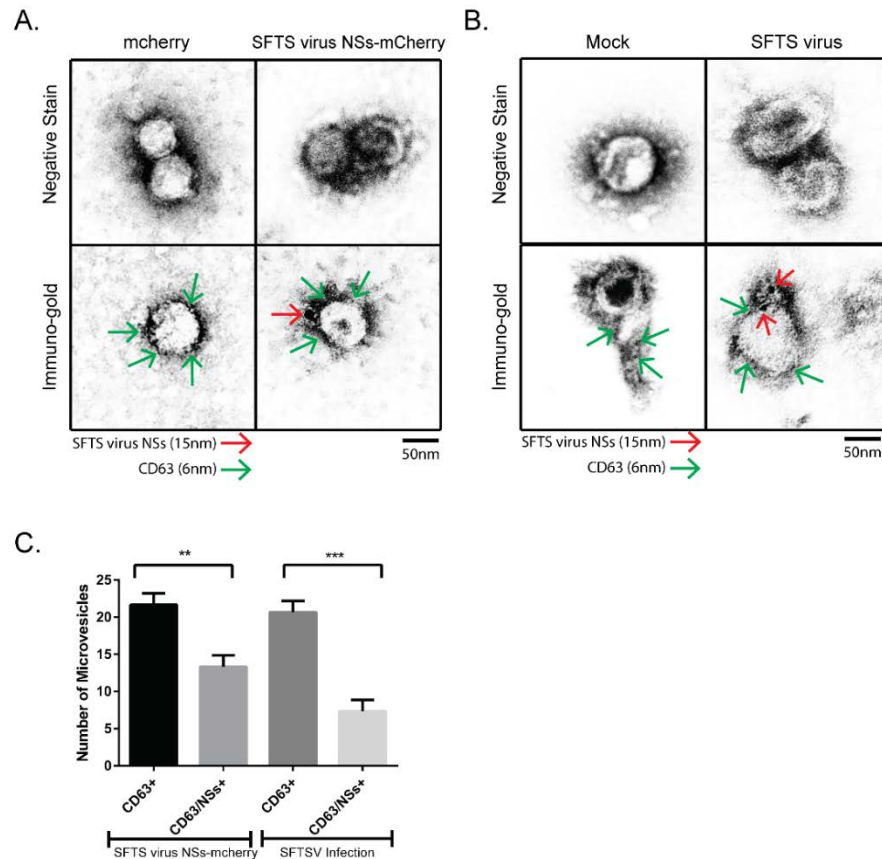 A.
mcherry SFTS virus NSs-mCherry
Negative Stain
Immuno-gold
SFTS virus NSs (15nm)
CD63 (6nm)
50nm
B.
Mock SFTS virus
Negative Stain
Immuno-gold
SFTS virus NSs (15nm)
CD63 (6nm)
50nm
C.
** ***
Number of Microvesicles
25
20
15
10
5
0
CD63+ CD63/NSs+ CD63+ CD63/NSs+
SFTS virus NSs-mcherry SFTSV Infection